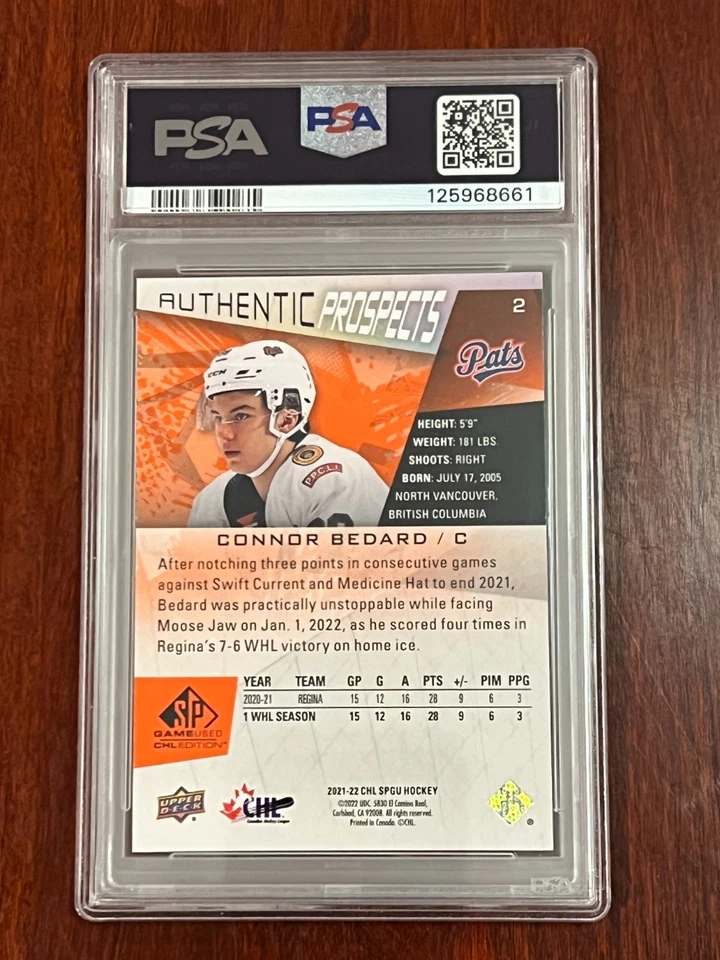 PSA
PSA
125968661
AUTHENTIC PROSPECTS
2
Pats
CCM
P.P.C.L.I.
HEIGHT: 5'9"
WEIGHT: 181 LBS.
SHOOTS: RIGHT
BORN: JULY 17, 2005
NORTH VANCOUVER,
BRITISH COLUMBIA
CONNOR BEDARD / C
After notching three points in consecutive games
against Swift Current and Medicine Hat to end 2021,
Bedard was practically unstoppable while facing
Moose Jaw on Jan. 1, 2022, as he scored four times in
Regina's 7-6 WHL victory on home ice.
YEAR TEAM GP G A PTS +/- PIM PPG
2020-21 REGINA 15 12 16 28 9 6 3
1 WHL SEASON 15 12 16 28 9 6 3
SP
GAMEUSED
CHL EDITION™
UPPER
DECK
CHL
Canadian Hockey League
2021-22 CHL SPGU HOCKEY
©2022 UDC. 5830 El Camino Real,
Carlsbad, CA 92008. All rights reserved.
Printed in Canada. ©CHL.
®
PSA